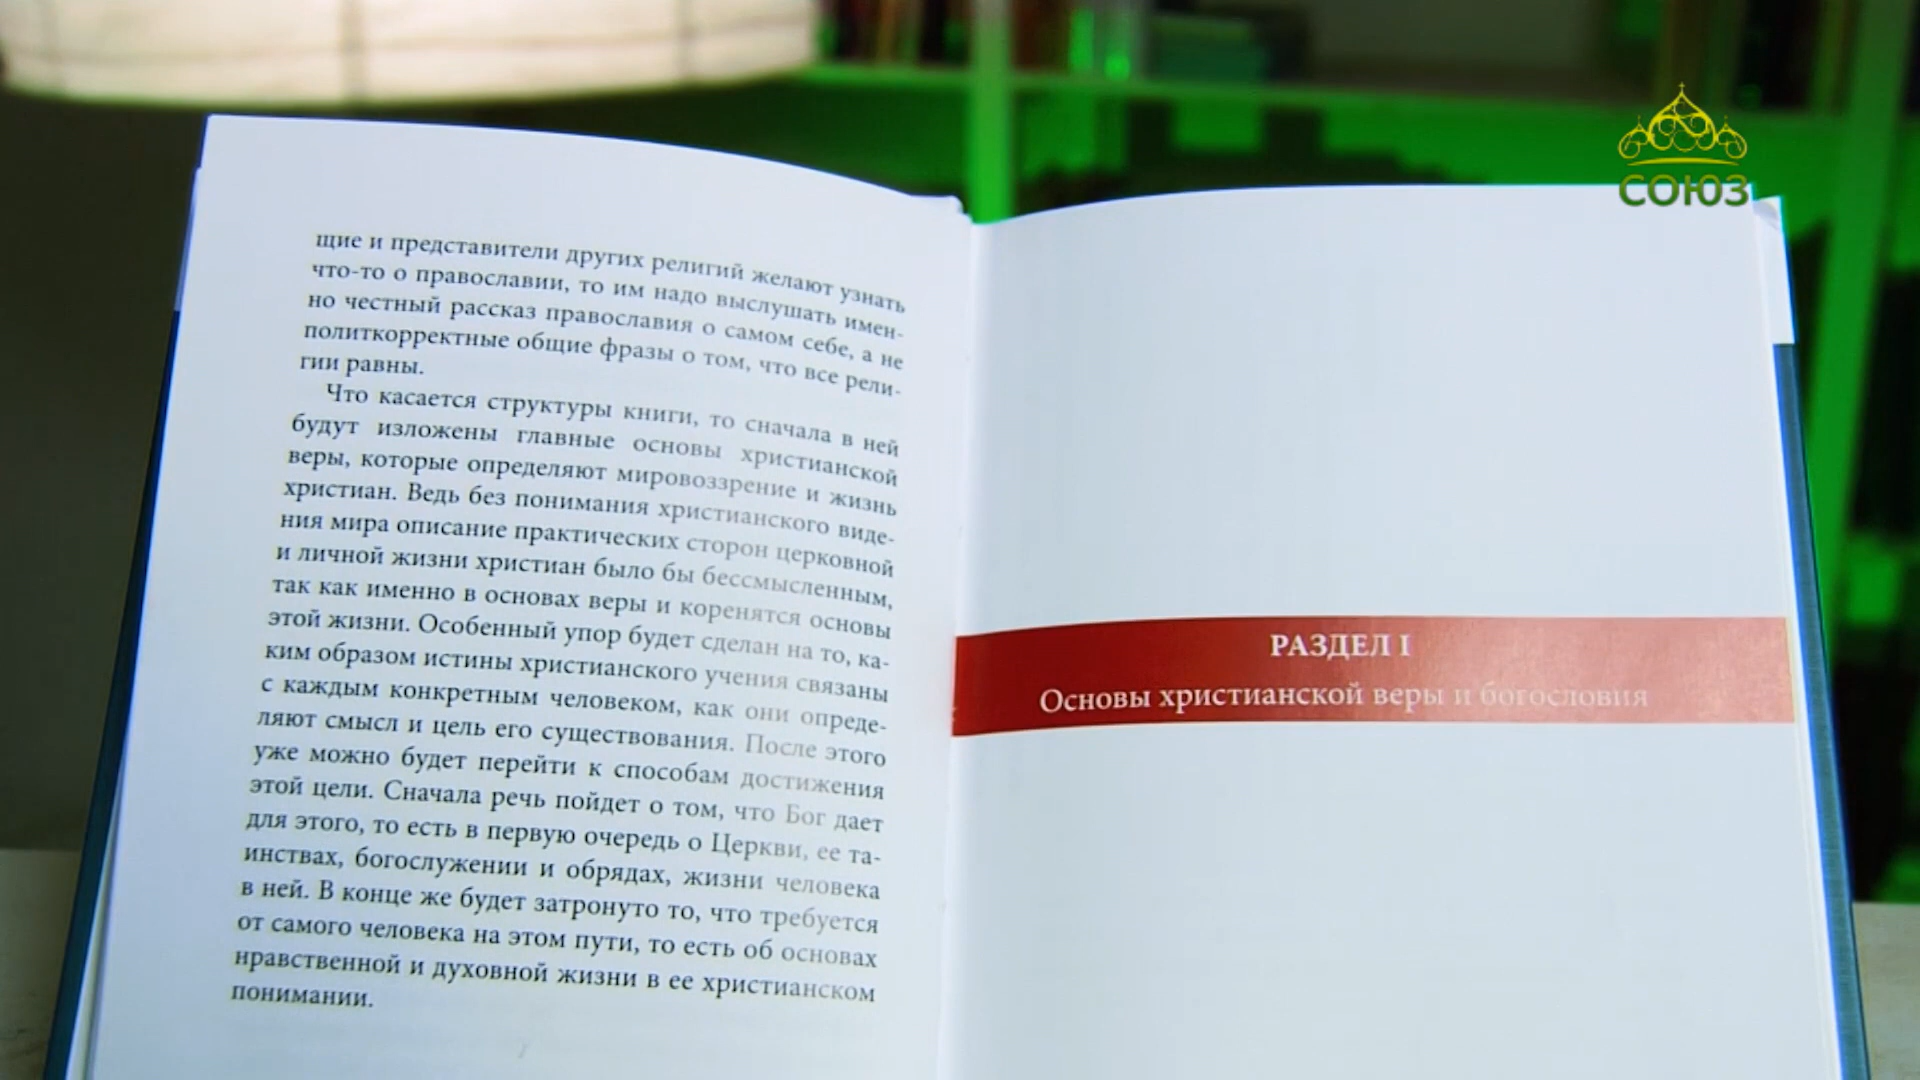 щие и представители других религий желают узнать
что-то о православии, то им надо выслушать имен-
но честный рассказ православия о самом себе, а не
политкорректные общие фразы о том, что все рели-
гии равны.
Что касается структуры книги, то сначала в ней
будут изложены главные основы христианской
веры, которые определяют мировоззрение и жизнь
христиан. Ведь без понимания христианского виде-
ния мира описание практических сторон церковной
и личной жизни христиан было бы бессмысленным,
так как именно в основах веры и коренятся основы
этой жизни. Особенный упор будет сделан на то, ка-
ким образом истины христианского учения связаны
с каждым конкретным человеком, как они опреде-
ляют смысл и цель его существования. После этого
уже можно будет перейти к способам достижения
этой цели. Сначала речь пойдет о том, что Бог дает
для этого, то есть в первую очередь о Церкви, ее та-
инствах, богослужении и обрядах, жизни человека
в ней. В конце же будет затронуто то, что требуется
от самого человека на этом пути, то есть об основах
нравственной и духовной жизни в ее христианском
понимании.
РАЗДЕЛ I
Основы христианской веры и богословия
СОЮЗ